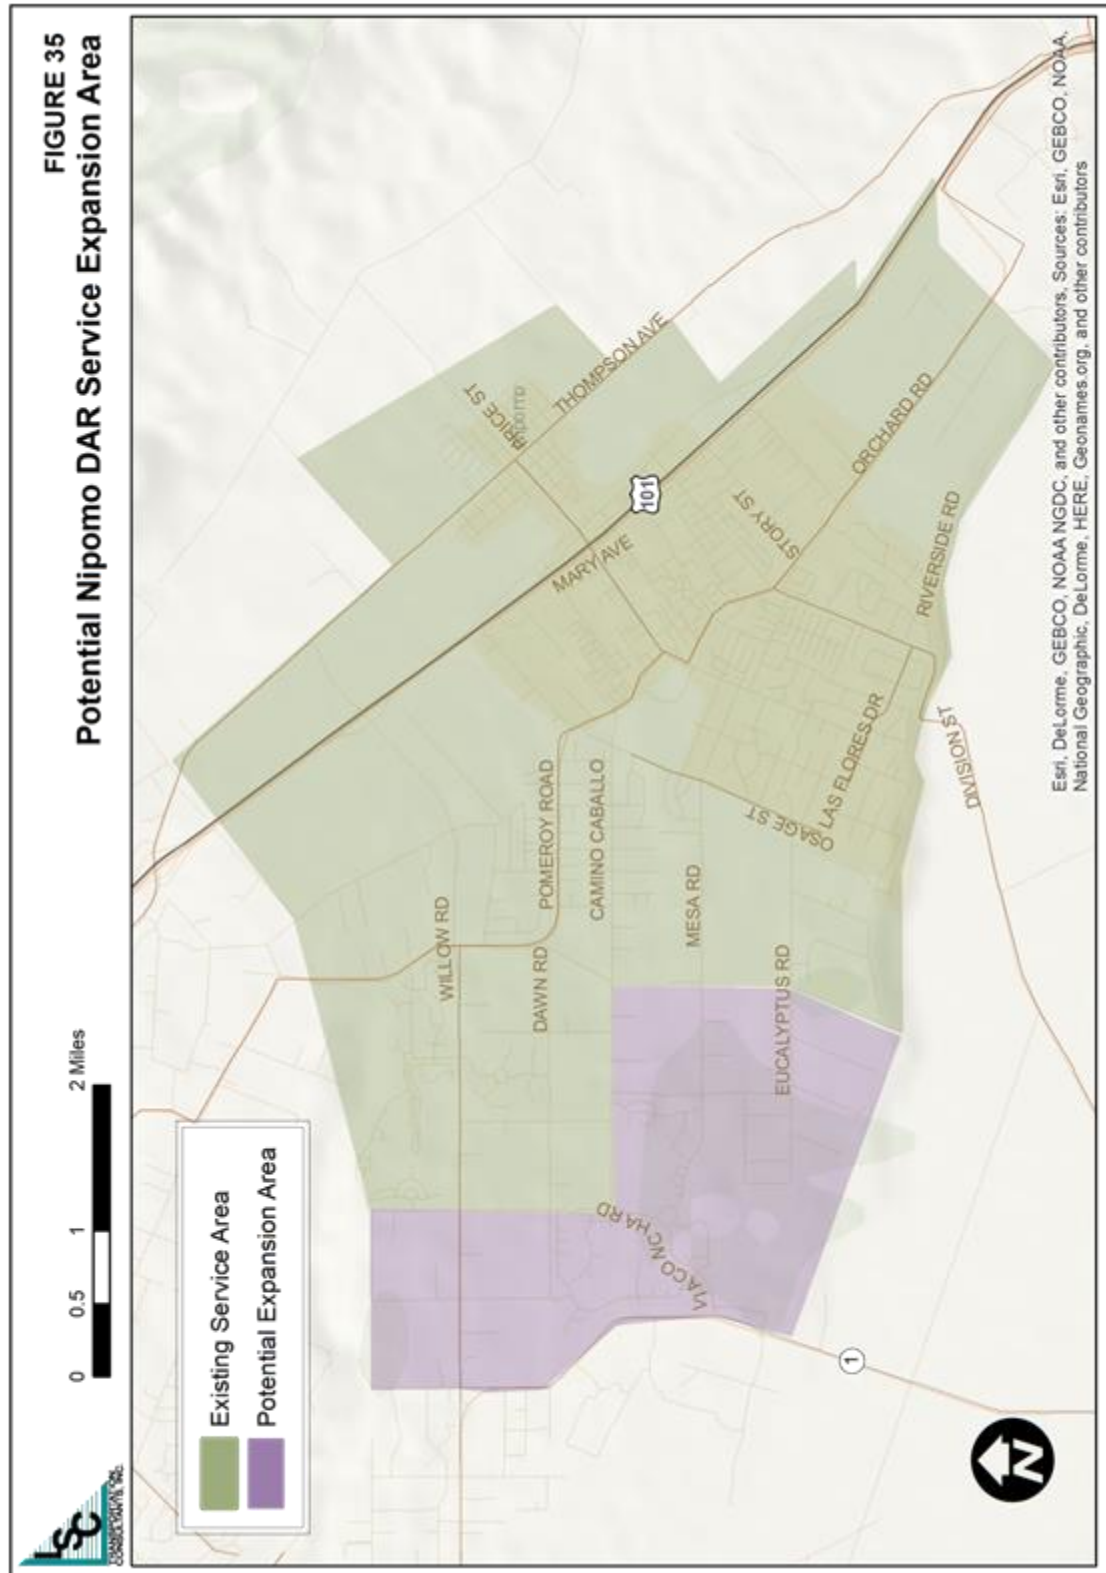 FIGURE 35
Potential Nipomo DAR Service Expansion Area
LSC
TRANSPORTATION
CONSULTANTS, INC.
0 0.5 1 2 Miles
Existing Service Area
Potential Expansion Area
WILLOW RD
PRICE ST
THOMPSON AVE
POMEROY ROAD
DAWN RD
CAMINO CABALLO
MARY AVE
101
VIA CONCHA RD
MESA RD
STORY ST
OSAGE ST
EUCALYPTUS RD
LAS FLORES DR
ORCHARD RD
RIVERSIDE RD
DIVISION ST
1
N
Esri, DeLorme, GEBCO, NOAA NGDC, and other contributors, Sources: Esri, GEBCO, NOAA,
National Geographic, DeLorme, HERE, Geonames.org, and other contributors